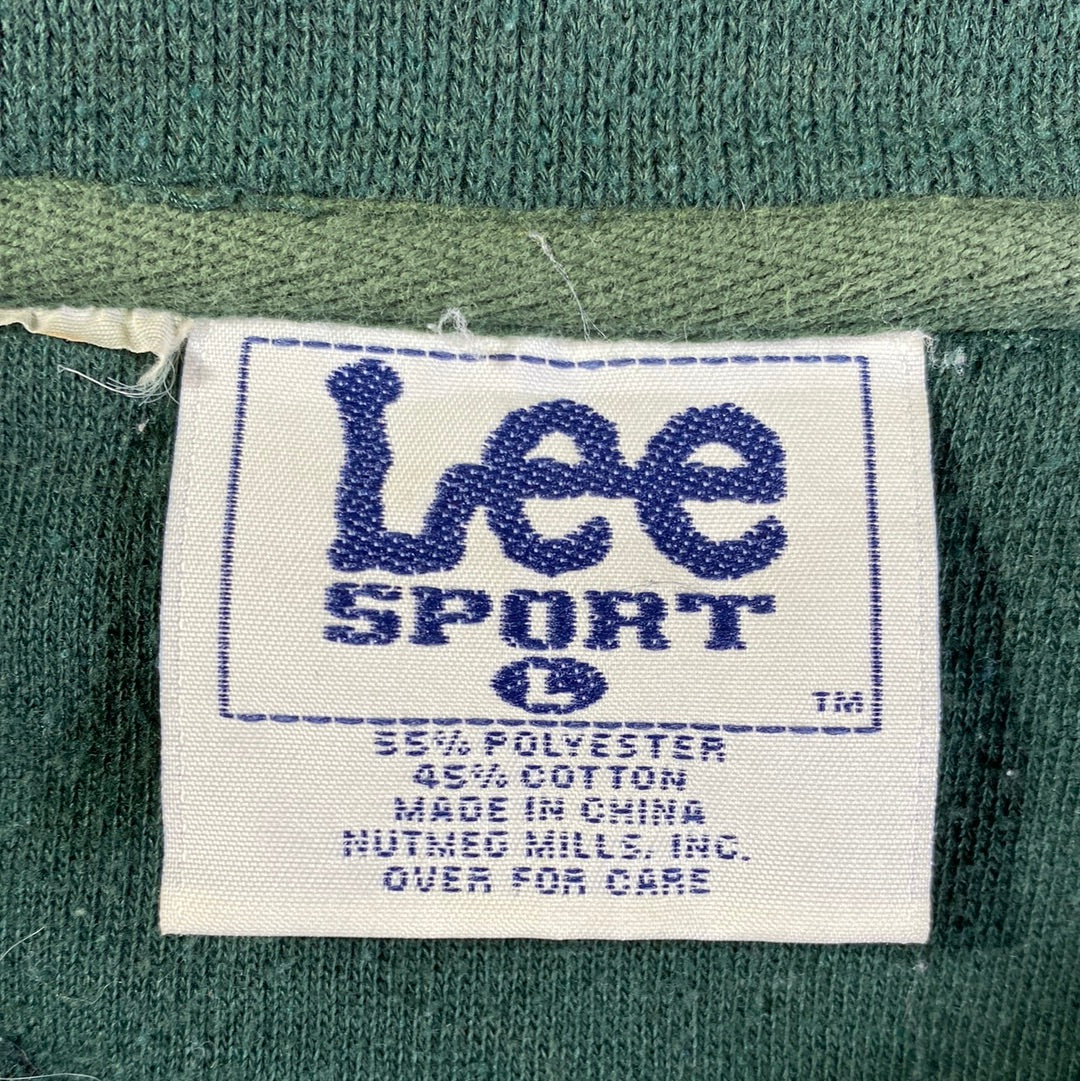 Lee
SPORT
L
TM
55% POLYESTER
45% COTTON
MADE IN CHINA
NUTMEG MILLS, INC.
OVER FOR CARE